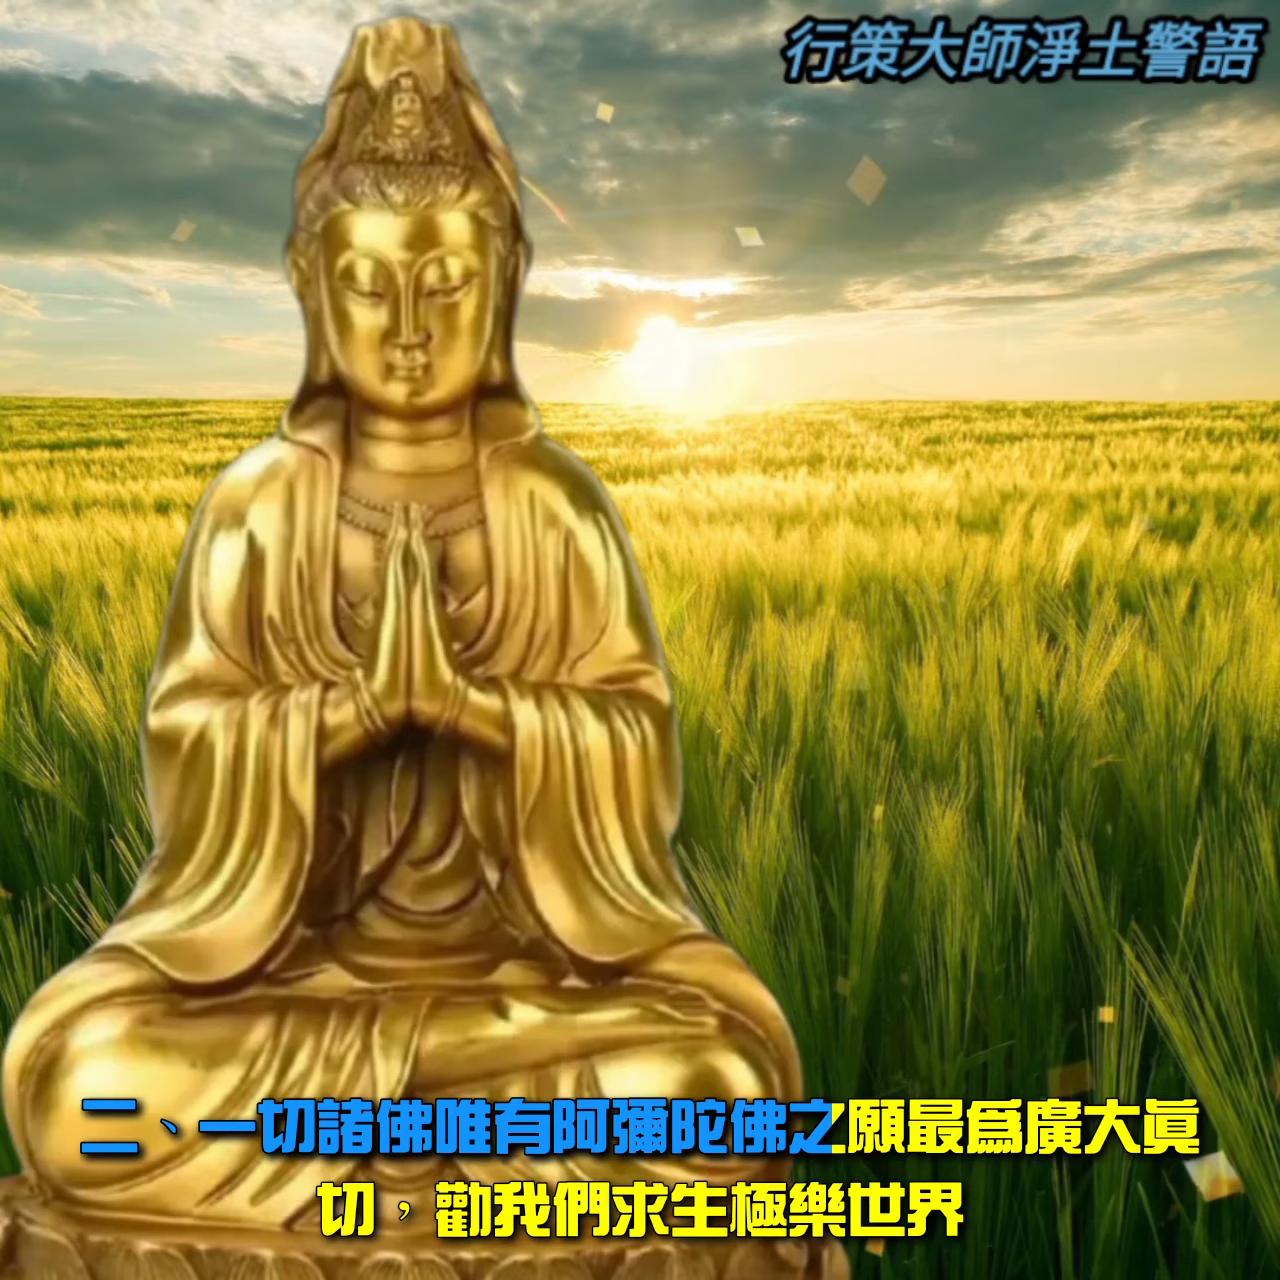 行策大師淨土警語
二、一切諸佛唯有阿彌陀佛之願最為廣大眞
切，勸我們求生極樂世界